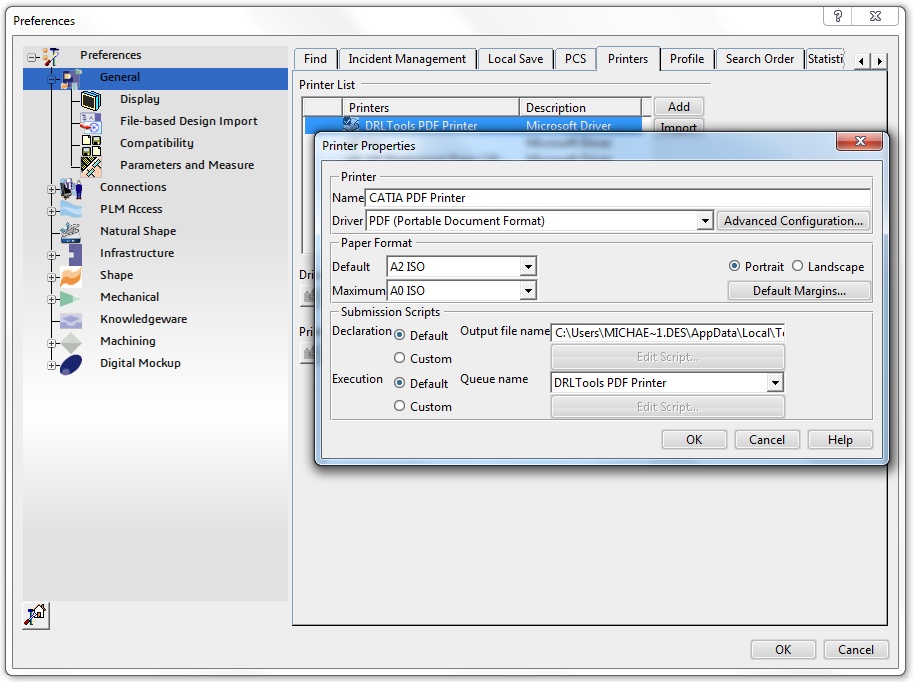 Preferences
?
Preferences
General
Display
File-based Design Import
Compatibility
Parameters and Measure
Connections
PLM Access
Natural Shape
Infrastructure
Shape
Mechanical
Knowledgeware
Machining
Digital Mockup
Find Incident Management Local Save PCS Printers Profile Search Order Statisti
Printer List
Printers Description
DRLTools PDF Printer Microsoft Driver
Microsoft Driver
Microsoft Driver
Add
Import
Dri
Pri
Printer Properties
Printer
Name CATIA PDF Printer
Driver PDF (Portable Document Format) Advanced Configuration...
Paper Format
Default A2 ISO Portrait Landscape
Maximum A0 ISO Default Margins...
Submission Scripts
Declaration Default Output file name C:\Users\MICHAE~1.DES\AppData\Local\Te
Custom Edit Script...
Execution Default Queue name DRLTools PDF Printer
Custom Edit Script...
OK Cancel Help
OK Cancel